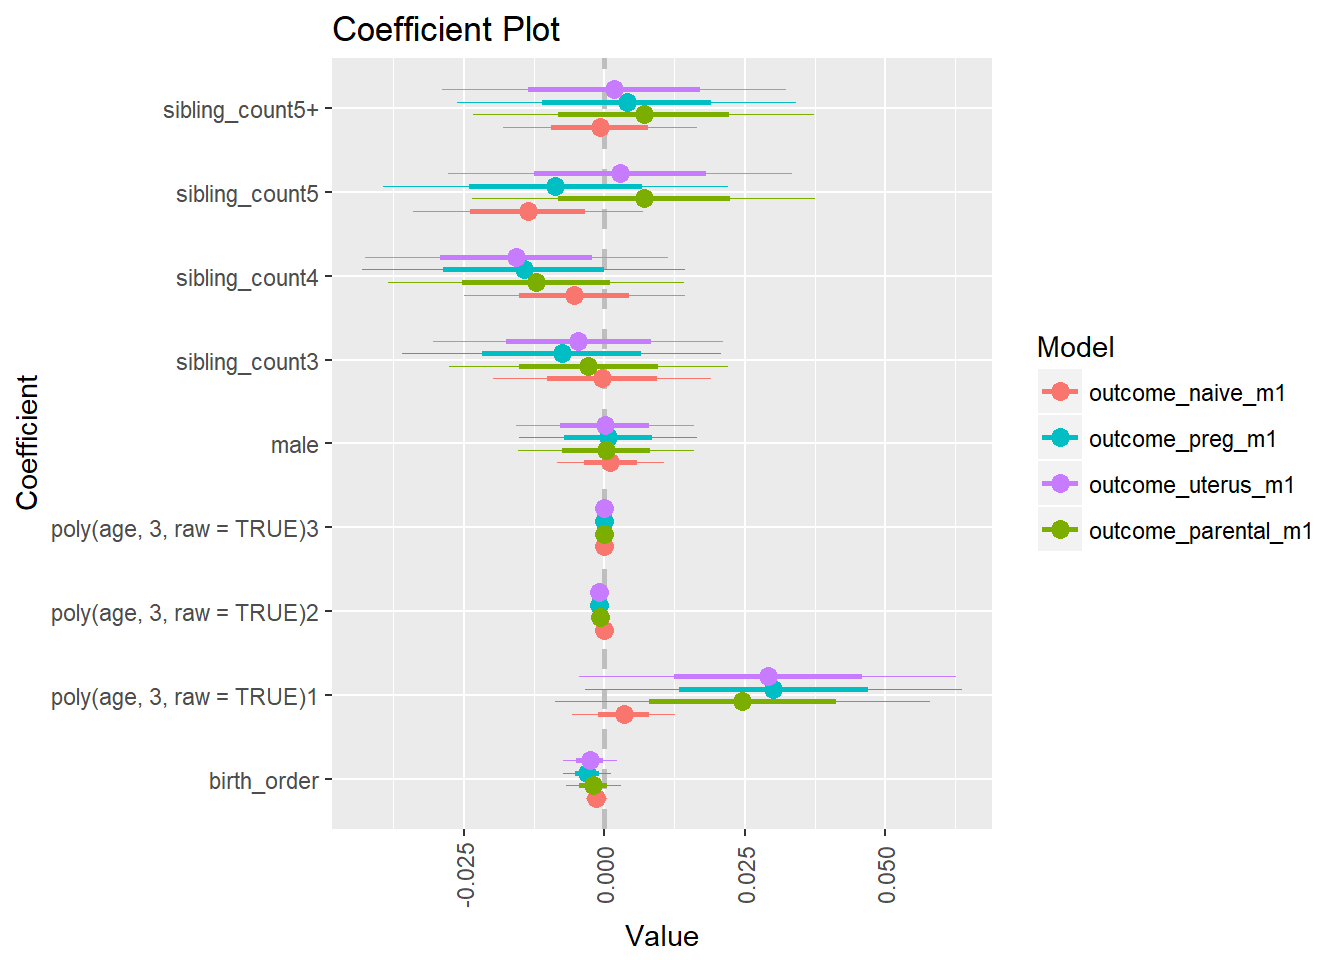 Coefficient Plot
Coefficient
sibling_count5+
sibling_count5
sibling_count4
sibling_count3
male
poly(age, 3, raw = TRUE)3
poly(age, 3, raw = TRUE)2
poly(age, 3, raw = TRUE)1
birth_order
-0.025
0.000
0.025
0.050
Value
Model
outcome_naive_m1
outcome_preg_m1
outcome_uterus_m1
outcome_parental_m1